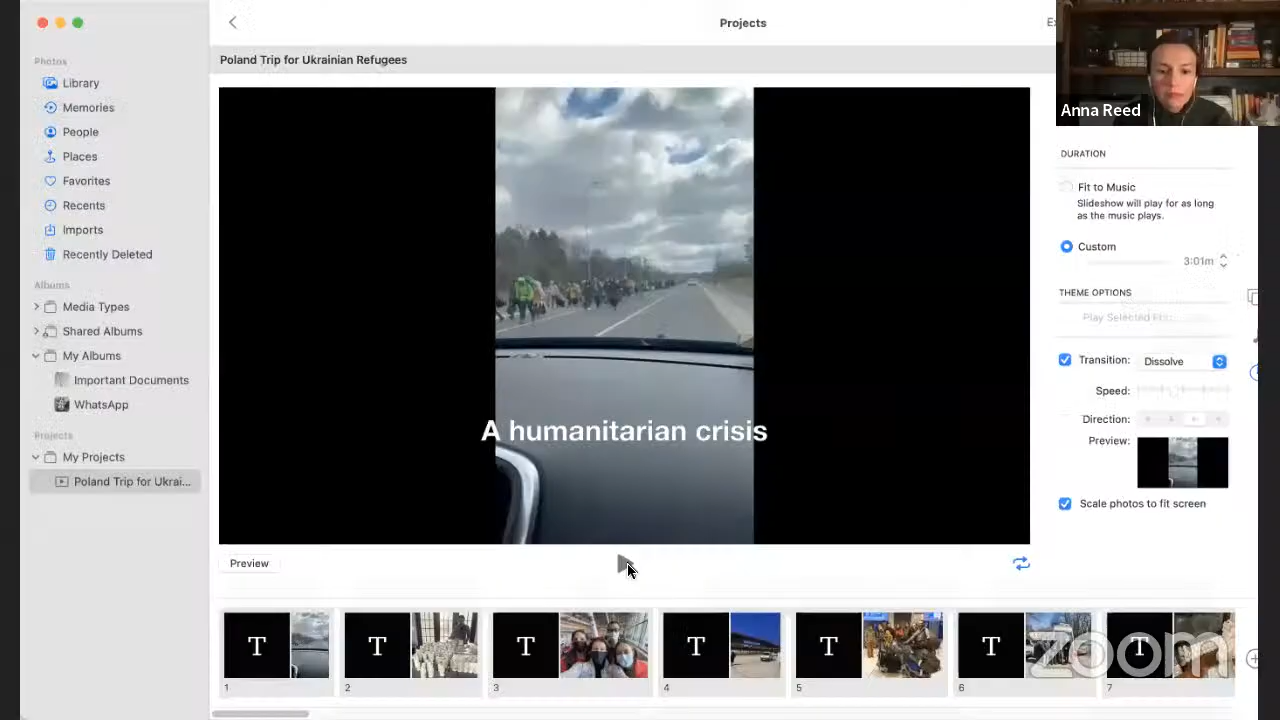 Projects
Anna Reed
Poland Trip for Ukrainian Refugees
Photos
Library
Memories
People
Places
Favorites
Recents
Imports
Recently Deleted
Albums
Media Types
Shared Albums
My Albums
Important Documents
WhatsApp
Projects
My Projects
Poland Trip for Ukrai...
A humanitarian crisis
DURATION
Fit to Music
Slideshow will play for as long
as the music plays.
Custom
3:01m
THEME OPTIONS
Transition: Dissolve
Speed:
Direction:
Preview:
Scale photos to fit screen
Preview
T T T T T T T
1 2 3 4 5 6 7
zoom